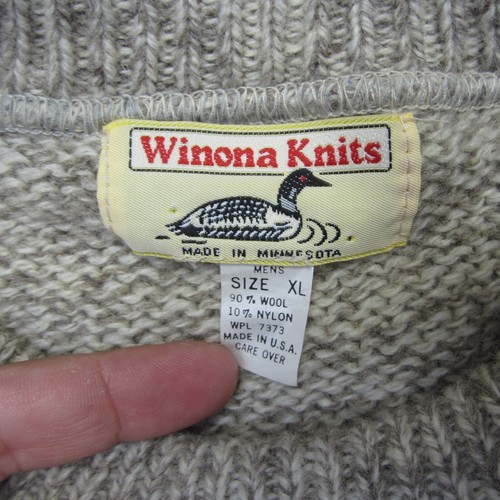 Winona Knits
MADE IN MINNESOTA
MENS
SIZE XL
90% WOOL
10% NYLON
WPL 7373
MADE IN U.S.A.
CARE OVER